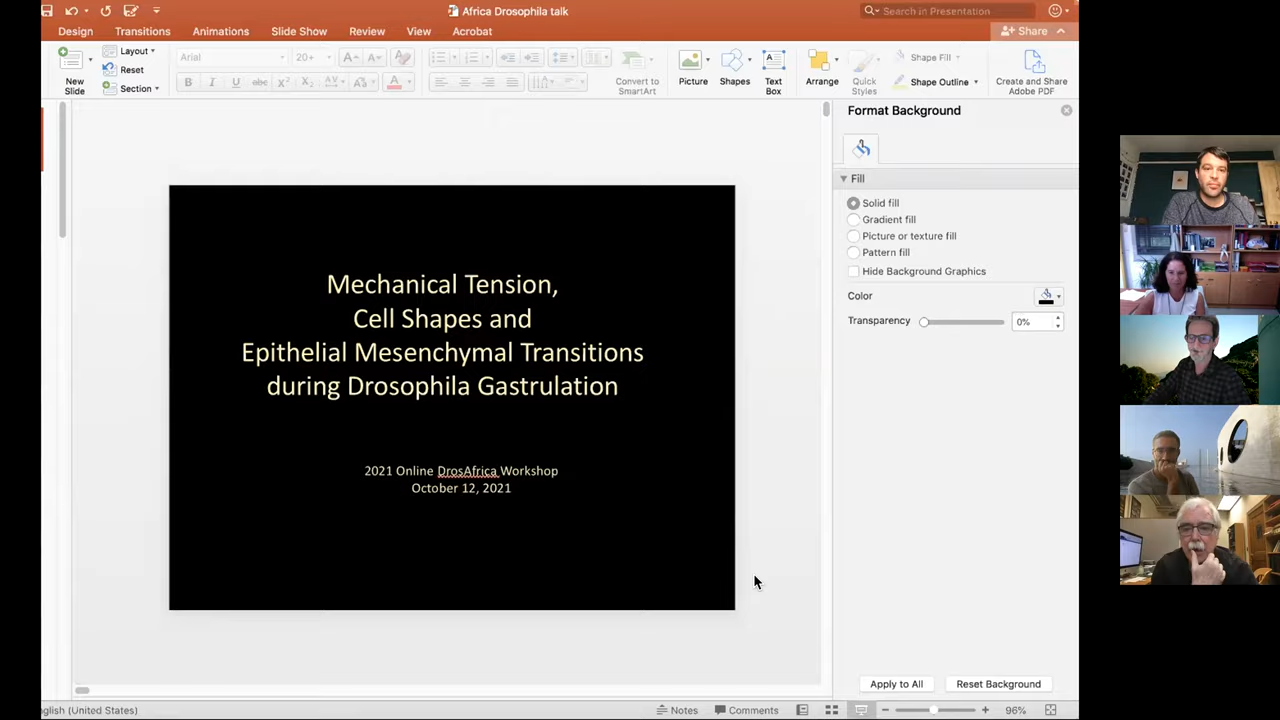 Africa Drosophila talk
Search in Presentation
Design
Transitions
Animations
Slide Show
Review
View
Acrobat
Share
New
Slide
Layout
Reset
Section
Arial
20+
Convert to
SmartArt
Picture
Shapes
Text
Box
Arrange
Quick
Styles
Shape Fill
Shape Outline
Create and Share
Adobe PDF
Format Background
Fill
Solid fill
Gradient fill
Picture or texture fill
Pattern fill
Hide Background Graphics
Color
Transparency
0%
Mechanical Tension,
Cell Shapes and
Epithelial Mesenchymal Transitions
during Drosophila Gastrulation
2021 Online DrosAfrica Workshop
October 12, 2021
Apply to All
Reset Background
glish (United States)
Notes
Comments
96%